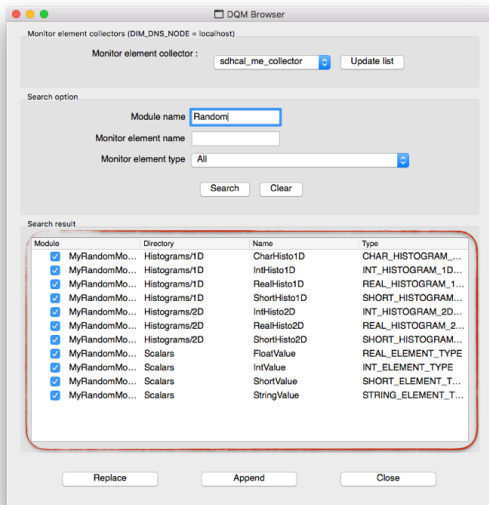 DQM Browser
Monitor element collectors (DIM_DNS_NODE = localhost)
Monitor element collector : sdhcal_me_collector Update list
Search option
Module name Random
Monitor element name
Monitor element type All
Search Clear
Search result
Module Directory Name Type
MyRandomMo... Histograms/1D CharHisto1D CHAR_HISTOGRAM_...
MyRandomMo... Histograms/1D IntHisto1D INT_HISTOGRAM_1D...
MyRandomMo... Histograms/1D RealHisto1D REAL_HISTOGRAM_1...
MyRandomMo... Histograms/1D ShortHisto1D SHORT_HISTOGRAM...
MyRandomMo... Histograms/2D IntHisto2D INT_HISTOGRAM_2D...
MyRandomMo... Histograms/2D RealHisto2D REAL_HISTOGRAM_2...
MyRandomMo... Histograms/2D ShortHisto2D SHORT_HISTOGRAM...
MyRandomMo... Scalars FloatValue REAL_ELEMENT_TYPE
MyRandomMo... Scalars IntValue INT_ELEMENT_TYPE
MyRandomMo... Scalars ShortValue SHORT_ELEMENT_T...
MyRandomMo... Scalars StringValue STRING_ELEMENT_T...
Replace Append Close